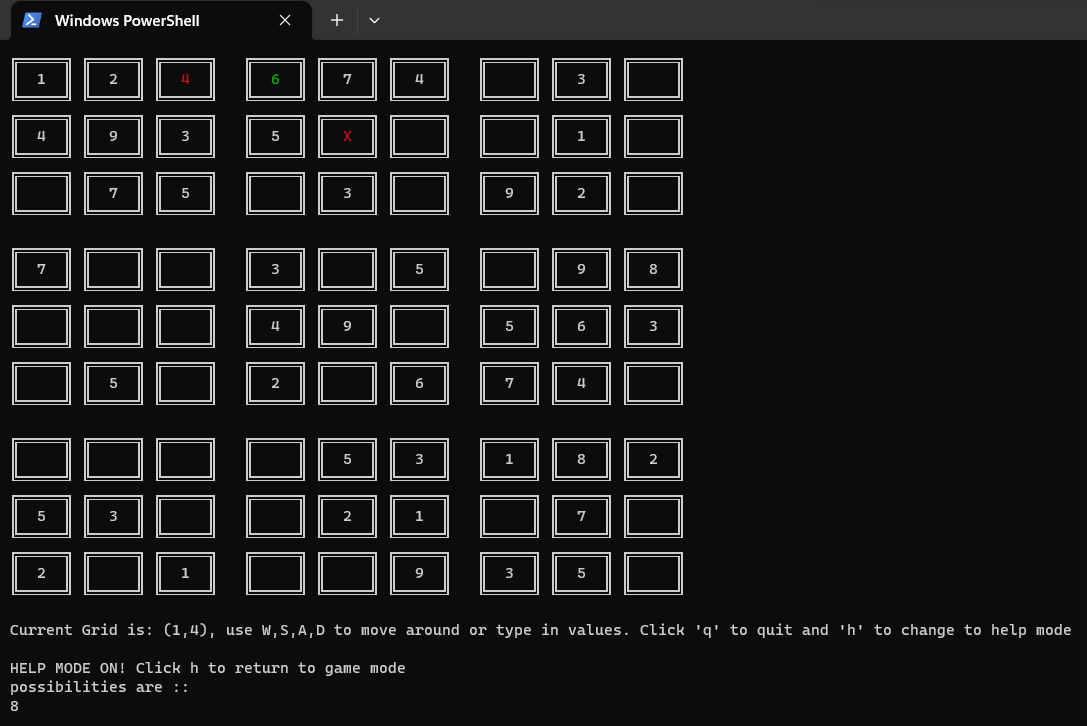 Windows PowerShell
1 2 4 6 7 4 3
4 9 3 5 X 1
7 5 3 9 2
7 3 5 9 8
4 9 5 6 3
5 2 6 7 4
5 3 1 8 2
5 3 2 1 7
2 1 9 3 5
Current Grid is: (1,4), use W,S,A,D to move around or type in values. Click 'q' to quit and 'h' to change to help mode
HELP MODE ON! Click h to return to game mode
possibilities are ::
8